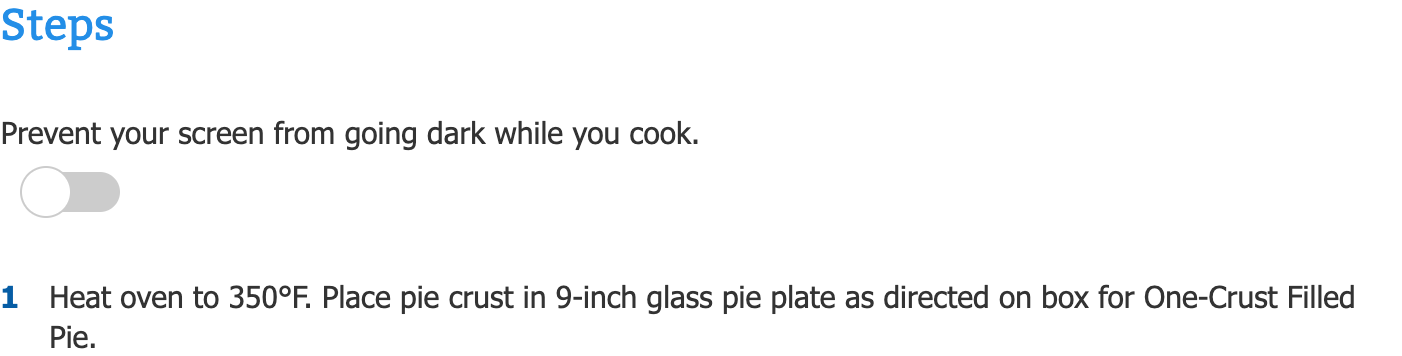 Steps
Prevent your screen from going dark while you cook.
1 Heat oven to 350°F. Place pie crust in 9-inch glass pie plate as directed on box for One-Crust Filled
Pie.